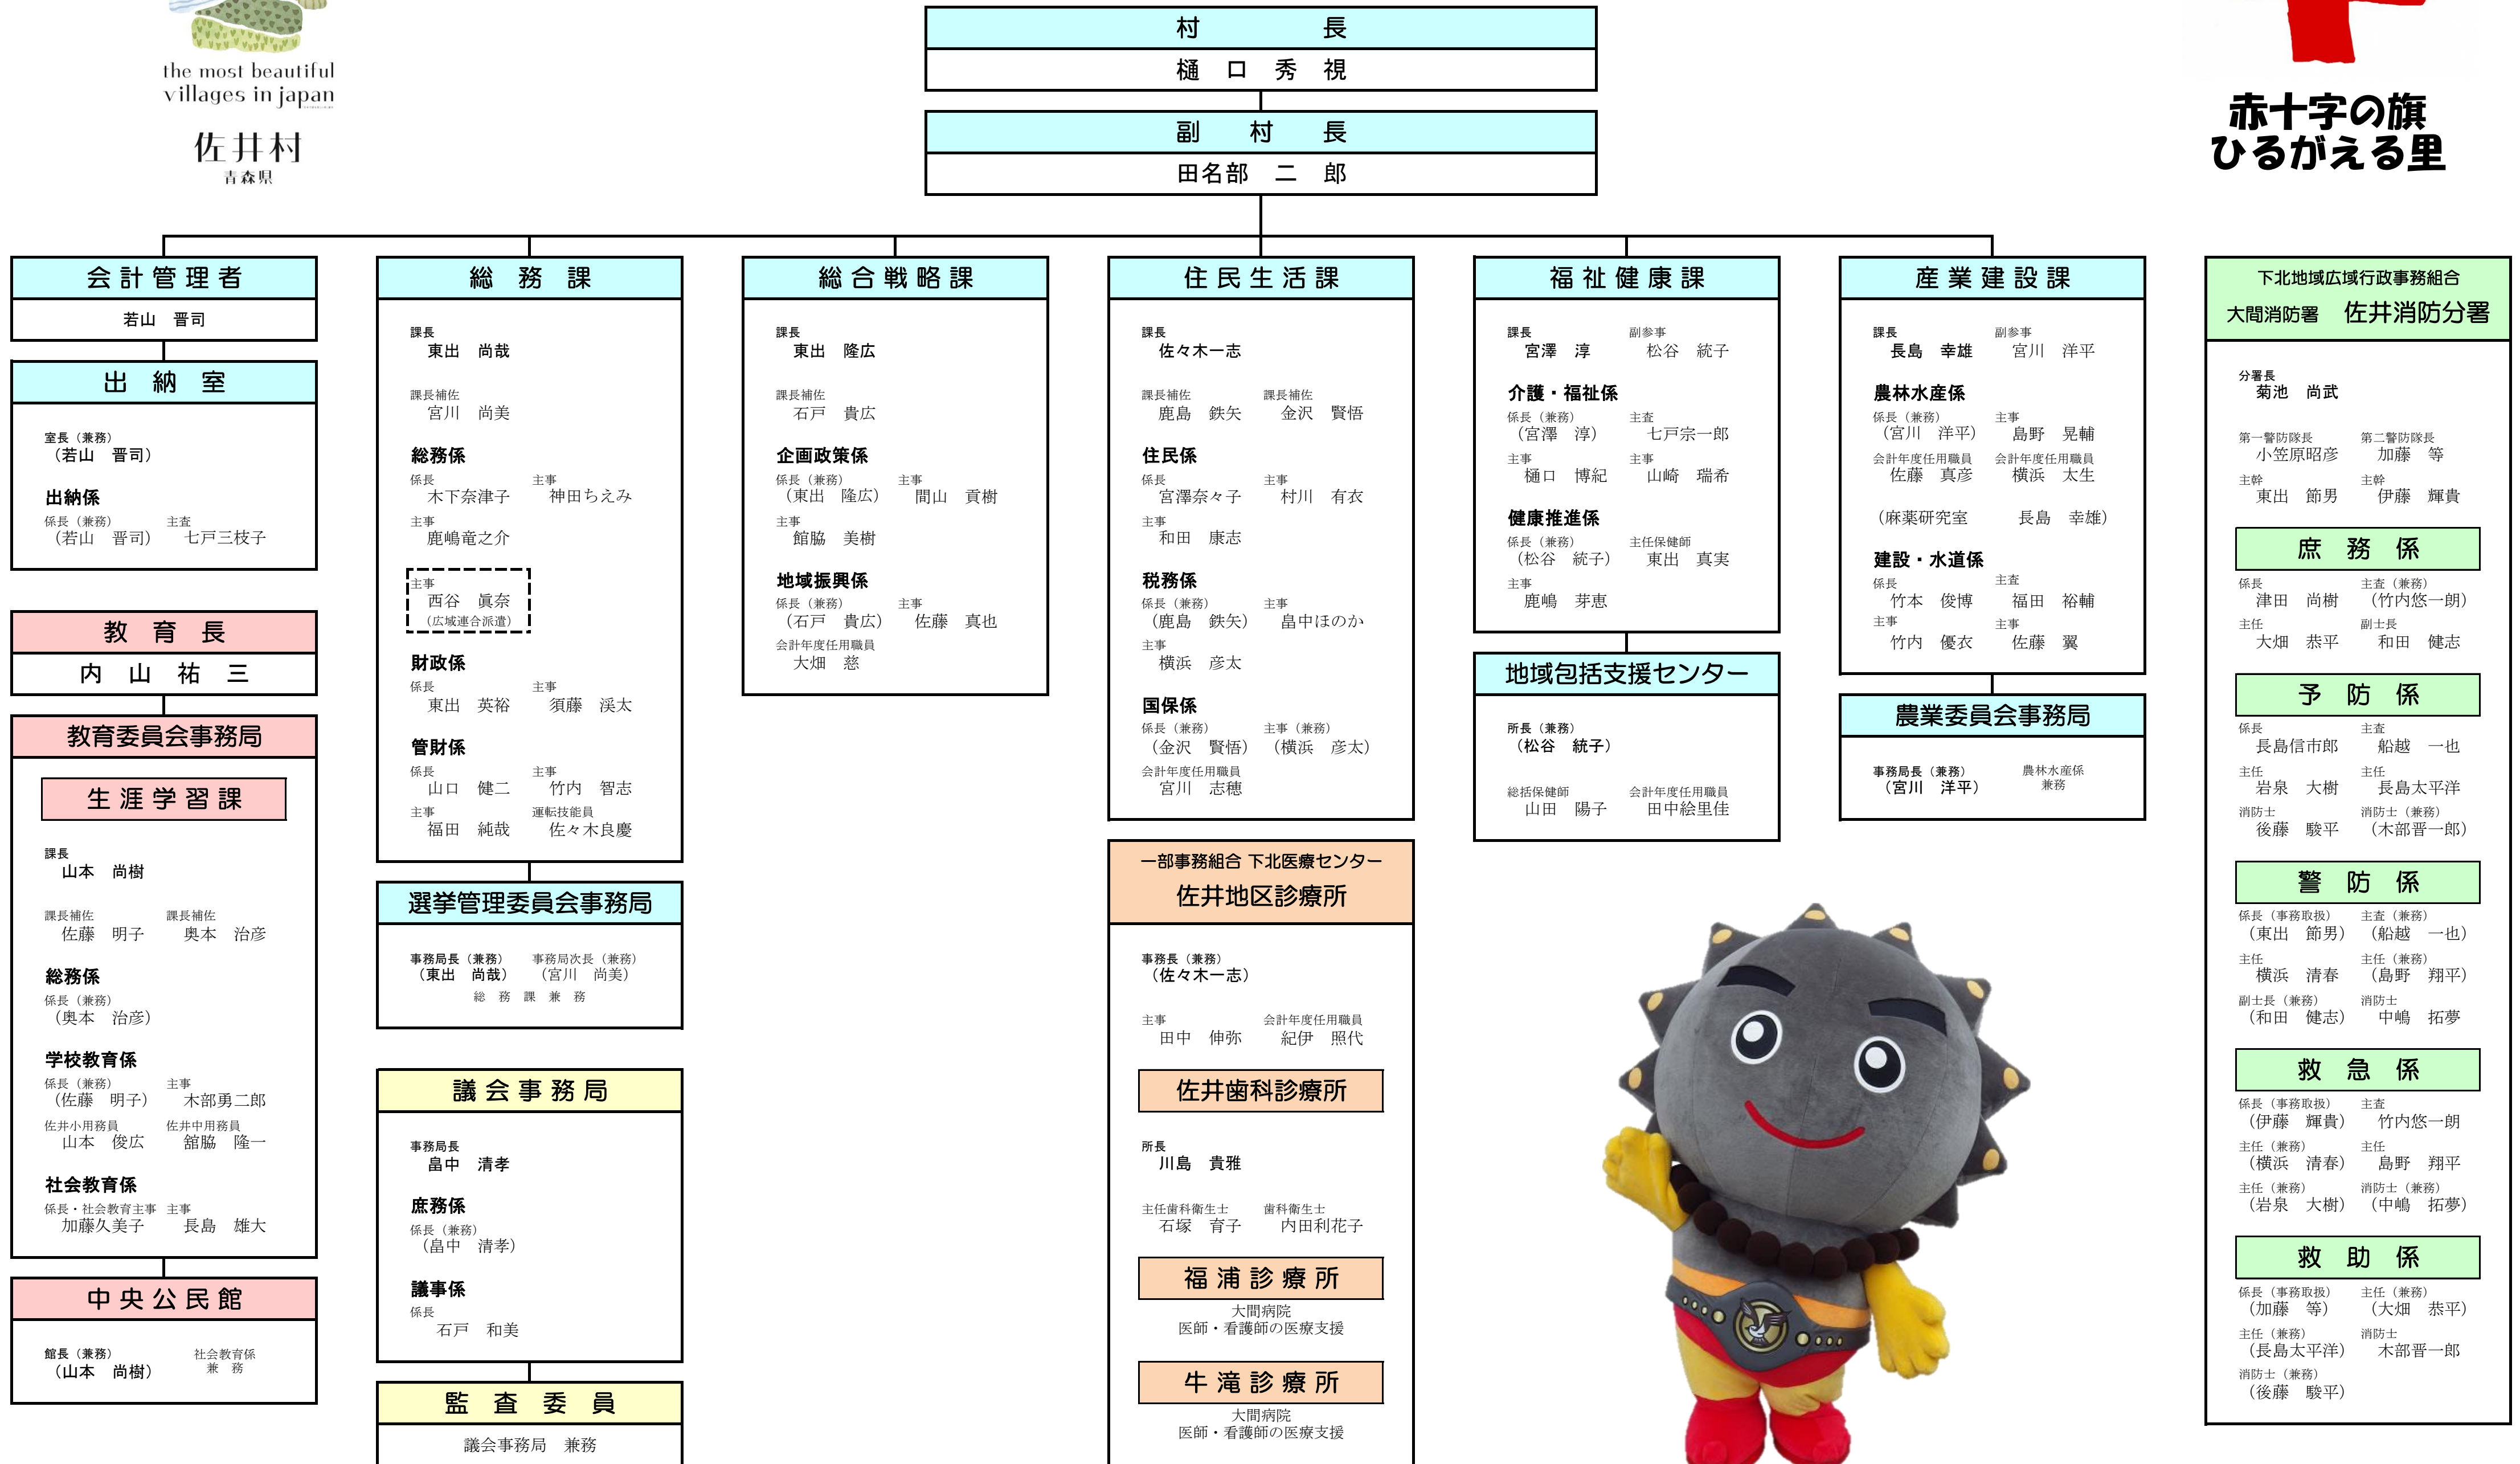 the most beautiful
villages in japan
佐井村
青森県
村長
樋口秀視
副村長
田名部二郎
赤十字の旗
ひるがえる里
会計管理者
若山 晋司
出納室
室長（兼務）
（若山 晋司）
出納係
係長（兼務） 主査
（若山 晋司） 七戸三枝子
教育長
内山祐三
教育委員会事務局
生涯学習課
課長
山本 尚樹
課長補佐 課長補佐
佐藤 明子 奥本 治彦
総務係
係長（兼務）
（奥本 治彦）
学校教育係
係長（兼務） 主事
（佐藤 明子） 木部勇二郎
佐井小用務員 佐井中用務員
山本 俊広 舘脇 隆一
社会教育係
係長・社会教育主事 主事
加藤久美子 長島 雄大
中央公民館
館長（兼務） 社会教育係
（山本 尚樹） 兼 務
総務課
課長
東出 尚哉
課長補佐
宮川 尚美
総務係
係長 主事
木下奈津子 神田ちえみ
主事
鹿嶋竜之介
主事
西谷 眞奈
（広域連合派遣）
財政係
係長 主事
東出 英裕 須藤 渓太
管財係
係長 主事
山口 健二 竹内 智志
主事 運転技能員
福田 純哉 佐々木良慶
選挙管理委員会事務局
事務局長（兼務） 事務局次長（兼務）
（東出 尚哉） （宮川 尚美）
総 務 課 兼 務
議会事務局
事務局長
畠中 清孝
庶務係
係長（兼務）
（畠中 清孝）
議事係
係長
石戸 和美
監査委員
議会事務局 兼務
総合戦略課
課長
東出 隆広
課長補佐
石戸 貴広
企画政策係
係長（兼務） 主事
（東出 隆広） 間山 貢樹
主事
館脇 美樹
地域振興係
係長（兼務） 主事
（石戸 貴広） 佐藤 真也
会計年度任用職員
大畑 慈
住民生活課
課長
佐々木一志
課長補佐 課長補佐
鹿島 鉄矢 金沢 賢悟
住民係
係長 主事
宮澤奈々子 村川 有衣
主事
和田 康志
税務係
係長（兼務） 主事
（鹿島 鉄矢） 畠中ほのか
主事
横浜 彦太
国保係
係長（兼務） 主事（兼務）
（金沢 賢悟） （横浜 彦太）
会計年度任用職員
宮川 志穂
一部事務組合 下北医療センター
佐井地区診療所
事務長（兼務）
（佐々木一志）
主事 会計年度任用職員
田中 伸弥 紀伊 照代
佐井歯科診療所
所長
川島 貴雅
主任歯科衛生士 歯科衛生士
石塚 育子 内田利花子
福浦診療所
大間病院
医師・看護師の医療支援
牛滝診療所
大間病院
医師・看護師の医療支援
福祉健康課
課長 副参事
宮澤 淳 松谷 統子
介護・福祉係
係長（兼務） 主査
（宮澤 淳） 七戸宗一郎
主事 主事
樋口 博紀 山崎 瑞希
健康推進係
係長（兼務） 主任保健師
（松谷 統子） 東出 真実
主事
鹿嶋 芽恵
地域包括支援センター
所長（兼務）
（松谷 統子）
総括保健師 会計年度任用職員
山田 陽子 田中絵里佳
産業建設課
課長 副参事
長島 幸雄 宮川 洋平
農林水産係
係長（兼務） 主事
（宮川 洋平） 島野 晃輔
会計年度任用職員 会計年度任用職員
佐藤 真彦 横浜 太生
（麻薬研究室 長島 幸雄）
建設・水道係
係長 主査
竹本 俊博 福田 裕輔
主事 主事
竹内 優衣 佐藤 翼
農業委員会事務局
事務局長（兼務） 農林水産係
（宮川 洋平） 兼務
下北地域広域行政事務組合
大間消防署 佐井消防分署
分署長
菊池 尚武
第一警防隊長 第二警防隊長
小笠原昭彦 加藤 等
主幹 主幹
東出 節男 伊藤 輝貴
庶務係
係長 主査（兼務）
津田 尚樹 （竹内悠一朗）
主任 副士長
大畑 恭平 和田 健志
予防係
係長 主査
長島信市郎 船越 一也
主任 主任
岩泉 大樹 長島太平洋
消防士 消防士（兼務）
後藤 駿平 （木部晋一郎）
警防係
係長（事務取扱） 主査（兼務）
（東出 節男） （船越 一也）
主任 主任（兼務）
横浜 清春 （島野 翔平）
副士長（兼務） 消防士
（和田 健志） 中嶋 拓夢
救急係
係長（事務取扱） 主査
（伊藤 輝貴） 竹内悠一朗
主任（兼務） 主任
（横浜 清春） 島野 翔平
主任（兼務） 消防士（兼務）
（岩泉 大樹） （中嶋 拓夢）
救助係
係長（事務取扱） 主任（兼務）
（加藤 等） （大畑 恭平）
主任（兼務） 消防士
（長島太平洋） 木部晋一郎
消防士（兼務）
（後藤 駿平）